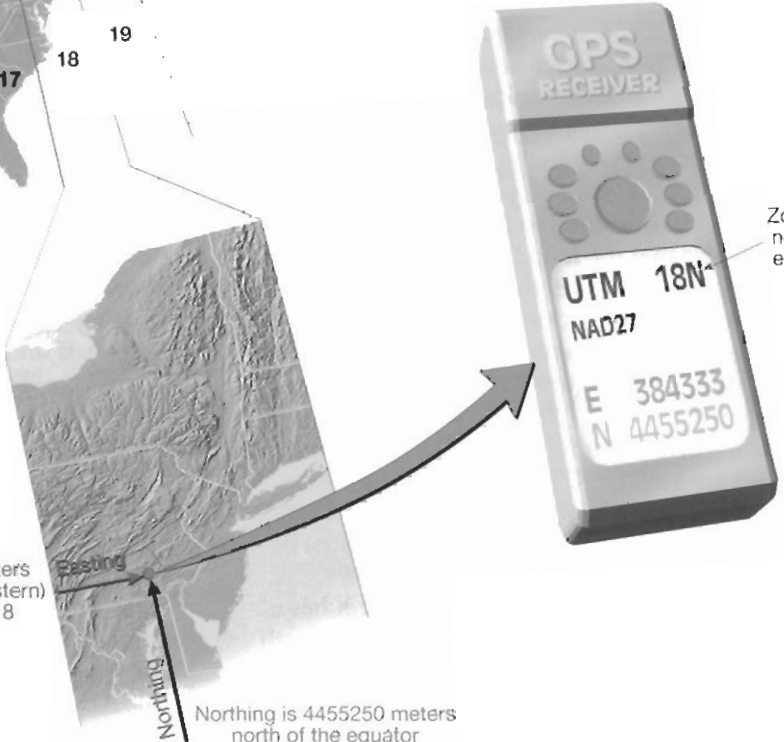 19
18
17
GPS
RECEIVER
UTM 18N
NAD27
E 384333
N 4455250
Easting
8
Northing
Northing is 4455250 meters
north of the equator